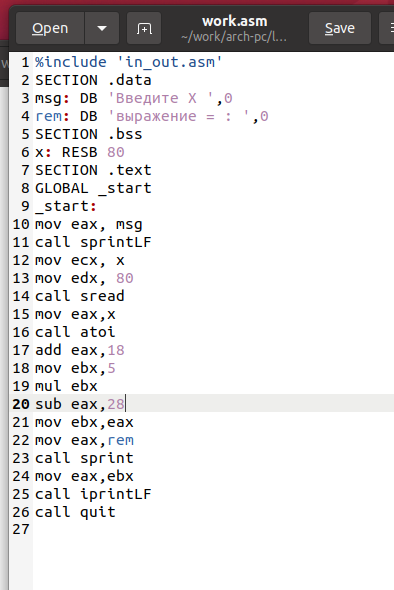 Open
work.asm
~/work/arch-pc/l...
Save
1 %include 'in_out.asm'
2 SECTION .data
3 msg: DB 'Введите X ',0
4 rem: DB 'выражение = : ',0
5 SECTION .bss
6 x: RESB 80
7 SECTION .text
8 GLOBAL _start
9 _start:
10 mov eax, msg
11 call sprintLF
12 mov ecx, x
13 mov edx, 80
14 call sread
15 mov eax,x
16 call atoi
17 add eax,18
18 mov ebx,5
19 mul ebx
20 sub eax,28
21 mov ebx,eax
22 mov eax,rem
23 call sprint
24 mov eax,ebx
25 call iprintLF
26 call quit
27